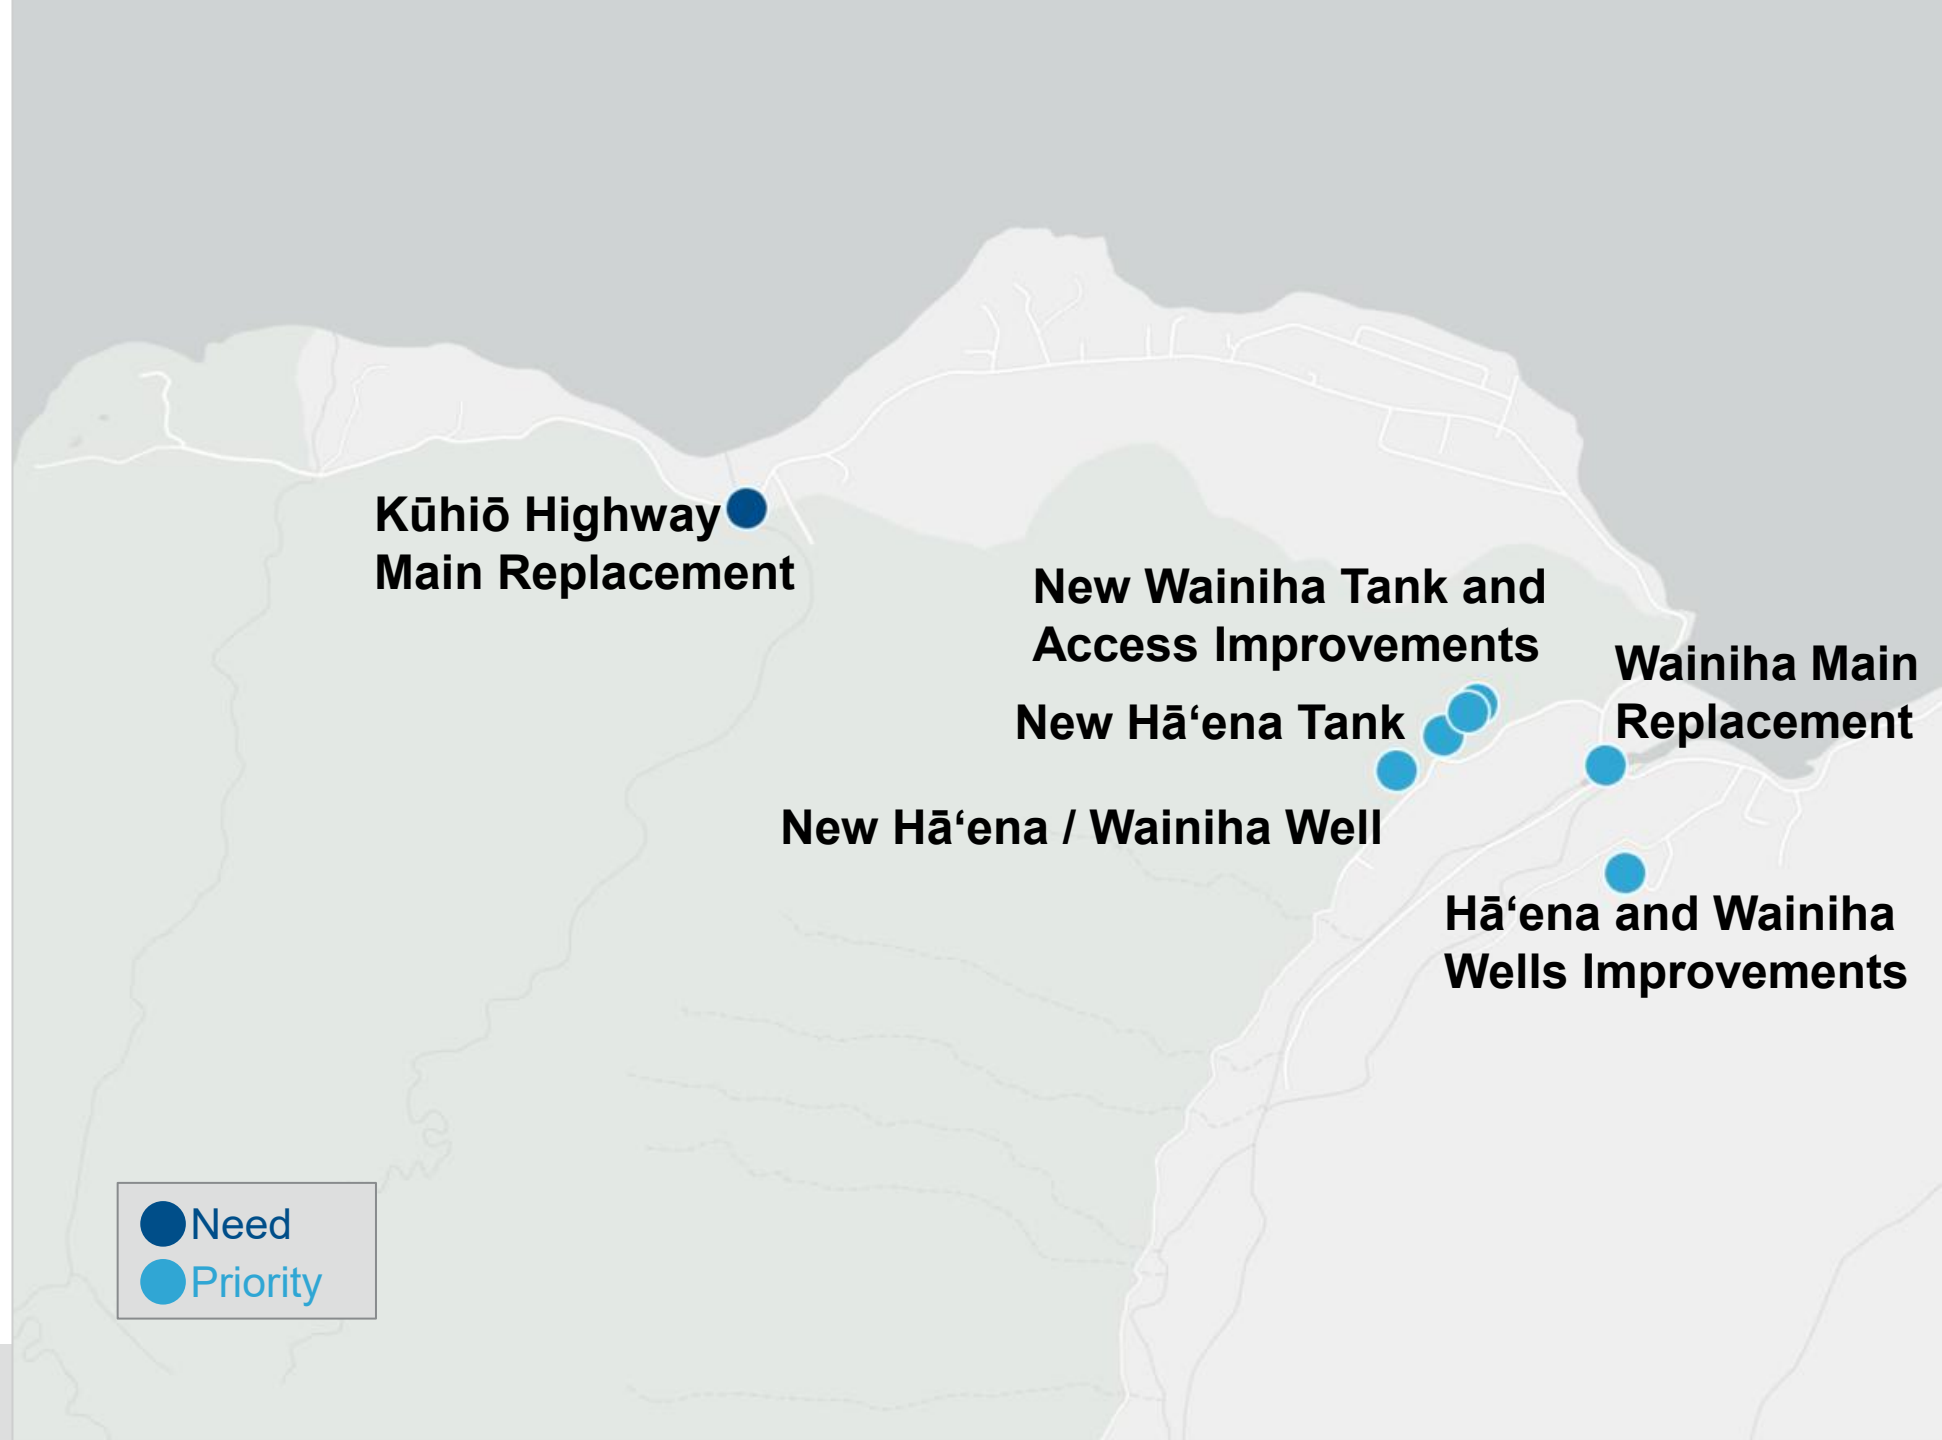 Kūhiō Highway
Main Replacement
New Wainiha Tank and
Access Improvements
Wainiha Main
Replacement
New Hāʻena Tank
New Hāʻena / Wainiha Well
Hāʻena and Wainiha
Wells Improvements
Need
Priority